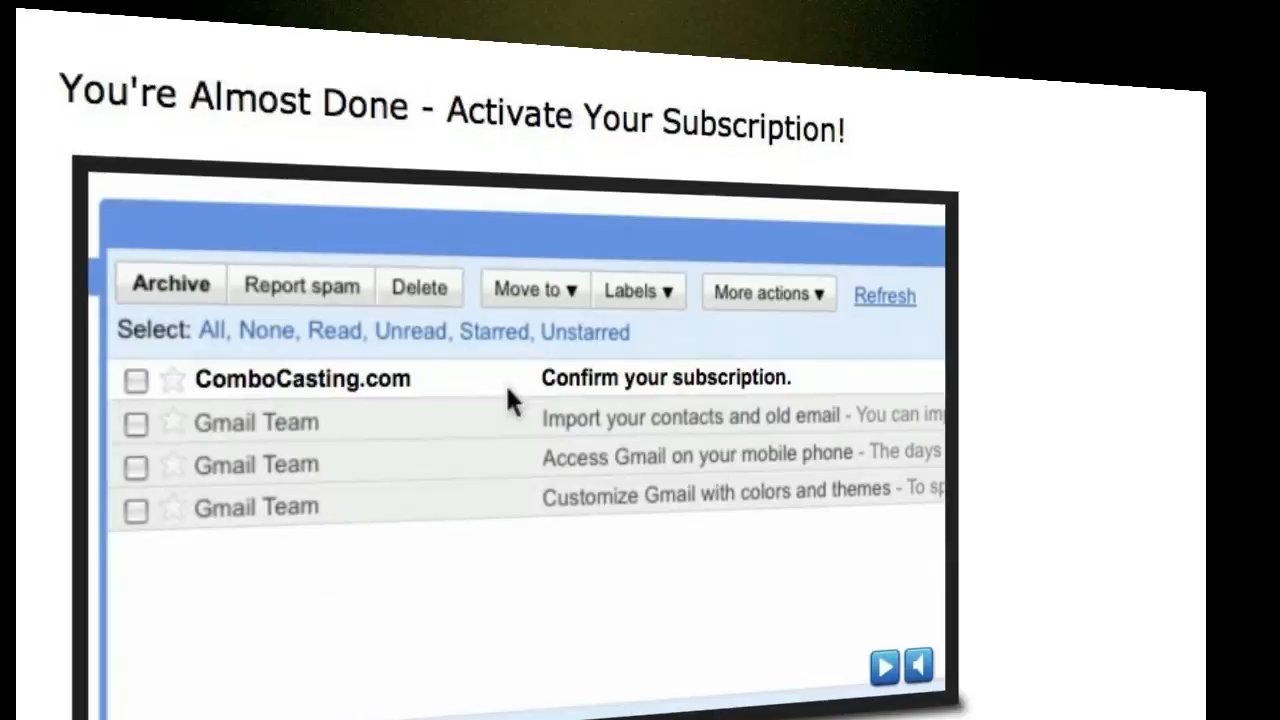 You're Almost Done - Activate Your Subscription!
Archive Report spam Delete Move to ▼ Labels ▼ More actions ▼ Refresh
Select: All, None, Read, Unread, Starred, Unstarred
ComboCasting.com Confirm your subscription.
Gmail Team Import your contacts and old email - You can
Gmail Team Access Gmail on your mobile phone - The days
Gmail Team Customize Gmail with colors and themes - To